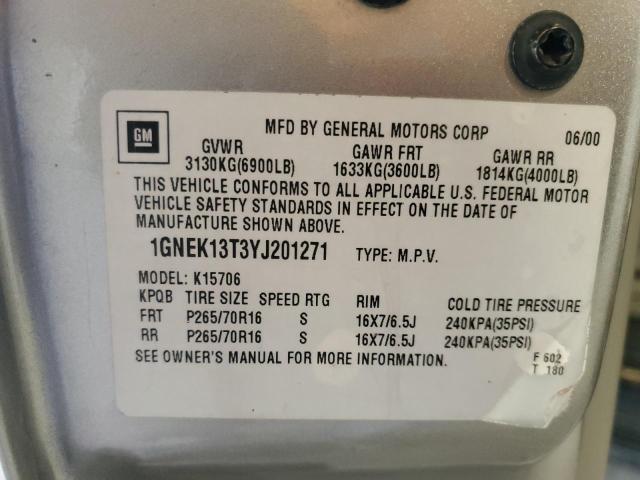 GM
MFD BY GENERAL MOTORS CORP 06/00
GVWR GAWR FRT GAWR RR
3130KG(6900LB) 1633KG(3600LB) 1814KG(4000LB)
THIS VEHICLE CONFORMS TO ALL APPLICABLE U.S. FEDERAL MOTOR
VEHICLE SAFETY STANDARDS IN EFFECT ON THE DATE OF
MANUFACTURE SHOWN ABOVE.
1GNEK13T3YJ201271 TYPE: M.P.V.
MODEL: K15706
KPQB TIRE SIZE SPEED RTG RIM COLD TIRE PRESSURE
FRT P265/70R16 S 16X7/6.5J 240KPA(35PSI)
RR P265/70R16 S 16X7/6.5J 240KPA(35PSI)
SEE OWNER'S MANUAL FOR MORE INFORMATION. F 602
T 180